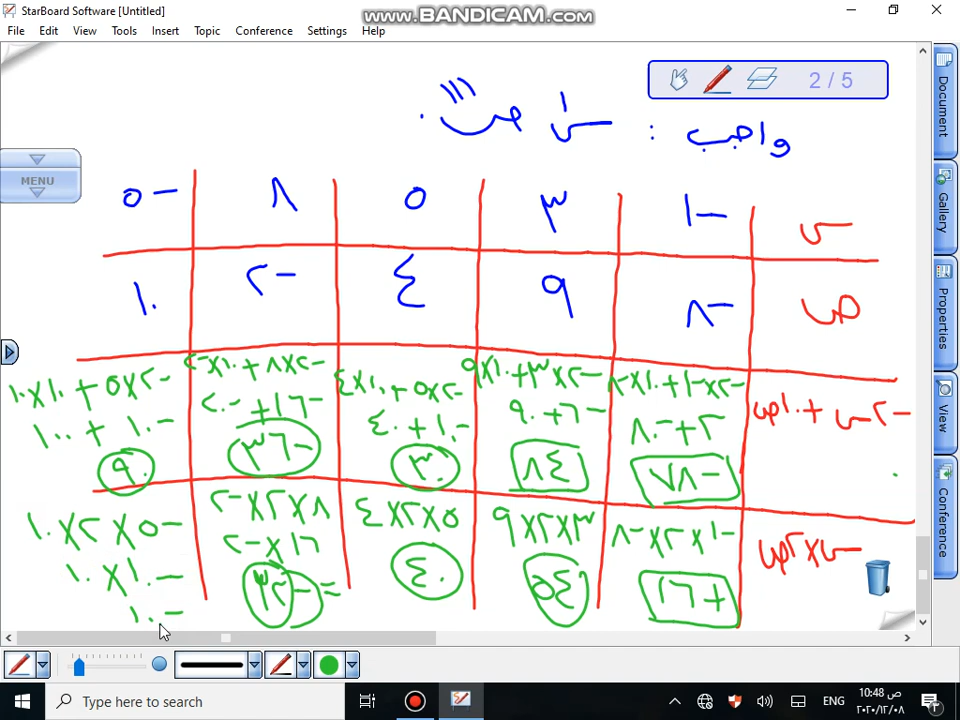 StarBoard Software [Untitled]
www.BANDICAM.com
File Edit View Tools Insert Topic Conference Settings Help
2 / 5
MENU
Document
Gallery
Properties
View
Conference
واجب :
س -١ ٣ ٥ ٨ -٥
ص -٨ ٩ ٤ -٢ ١٠
-٢س + ١٠ص
-٢×-١ + ١٠×-٨
٢ + -٨٠
-٧٨
-٢×٣ + ١٠×٩
-٦ + ٩٠
٨٤
-٢×٥ + ١٠×٤
-١٠ + ٤٠
٣٠
-٢×٨ + ١٠×-٢
-١٦ + -٢٠
-٣٦
-٢×٥ + ١٠×١٠
-١٠ + ١٠٠
٩٠
-س×٢ص
-١×٢×-٨
+١٦
٣×٢×٩
٥٤
٥×٢×٤
٤٠
٨×٢×-٢
١٦×-٢
= -٣٢
-٥×٢×١٠
-١٠×١٠
-١٠
Type here to search
ENG
١٠:48 ص
٢٠٢٠/١٢/٠٨